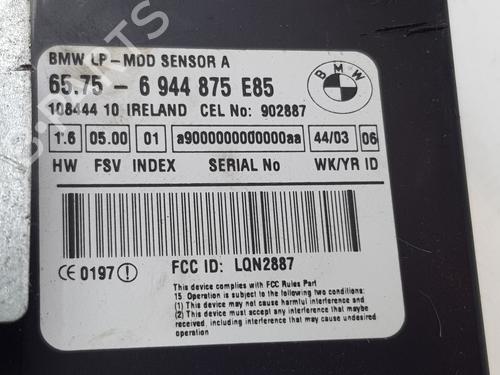 BMW LP-MOD SENSOR A
65.75 - 6 944 875 E85
108444 10 IRELAND CEL No: 902887
BMW
1.6 05.00 01 a9000000000000aa 44/03 06
HW FSV INDEX SERIAL No WK/YR ID
CE 0197 FCC ID: LQN2887
This device complies with FCC Rules Part
15. Operation is subject to the following two conditions:
(1) This device may not cause harmful interference and
(2) This device must accept any interference
received, including interference that may cause
undesired operation.